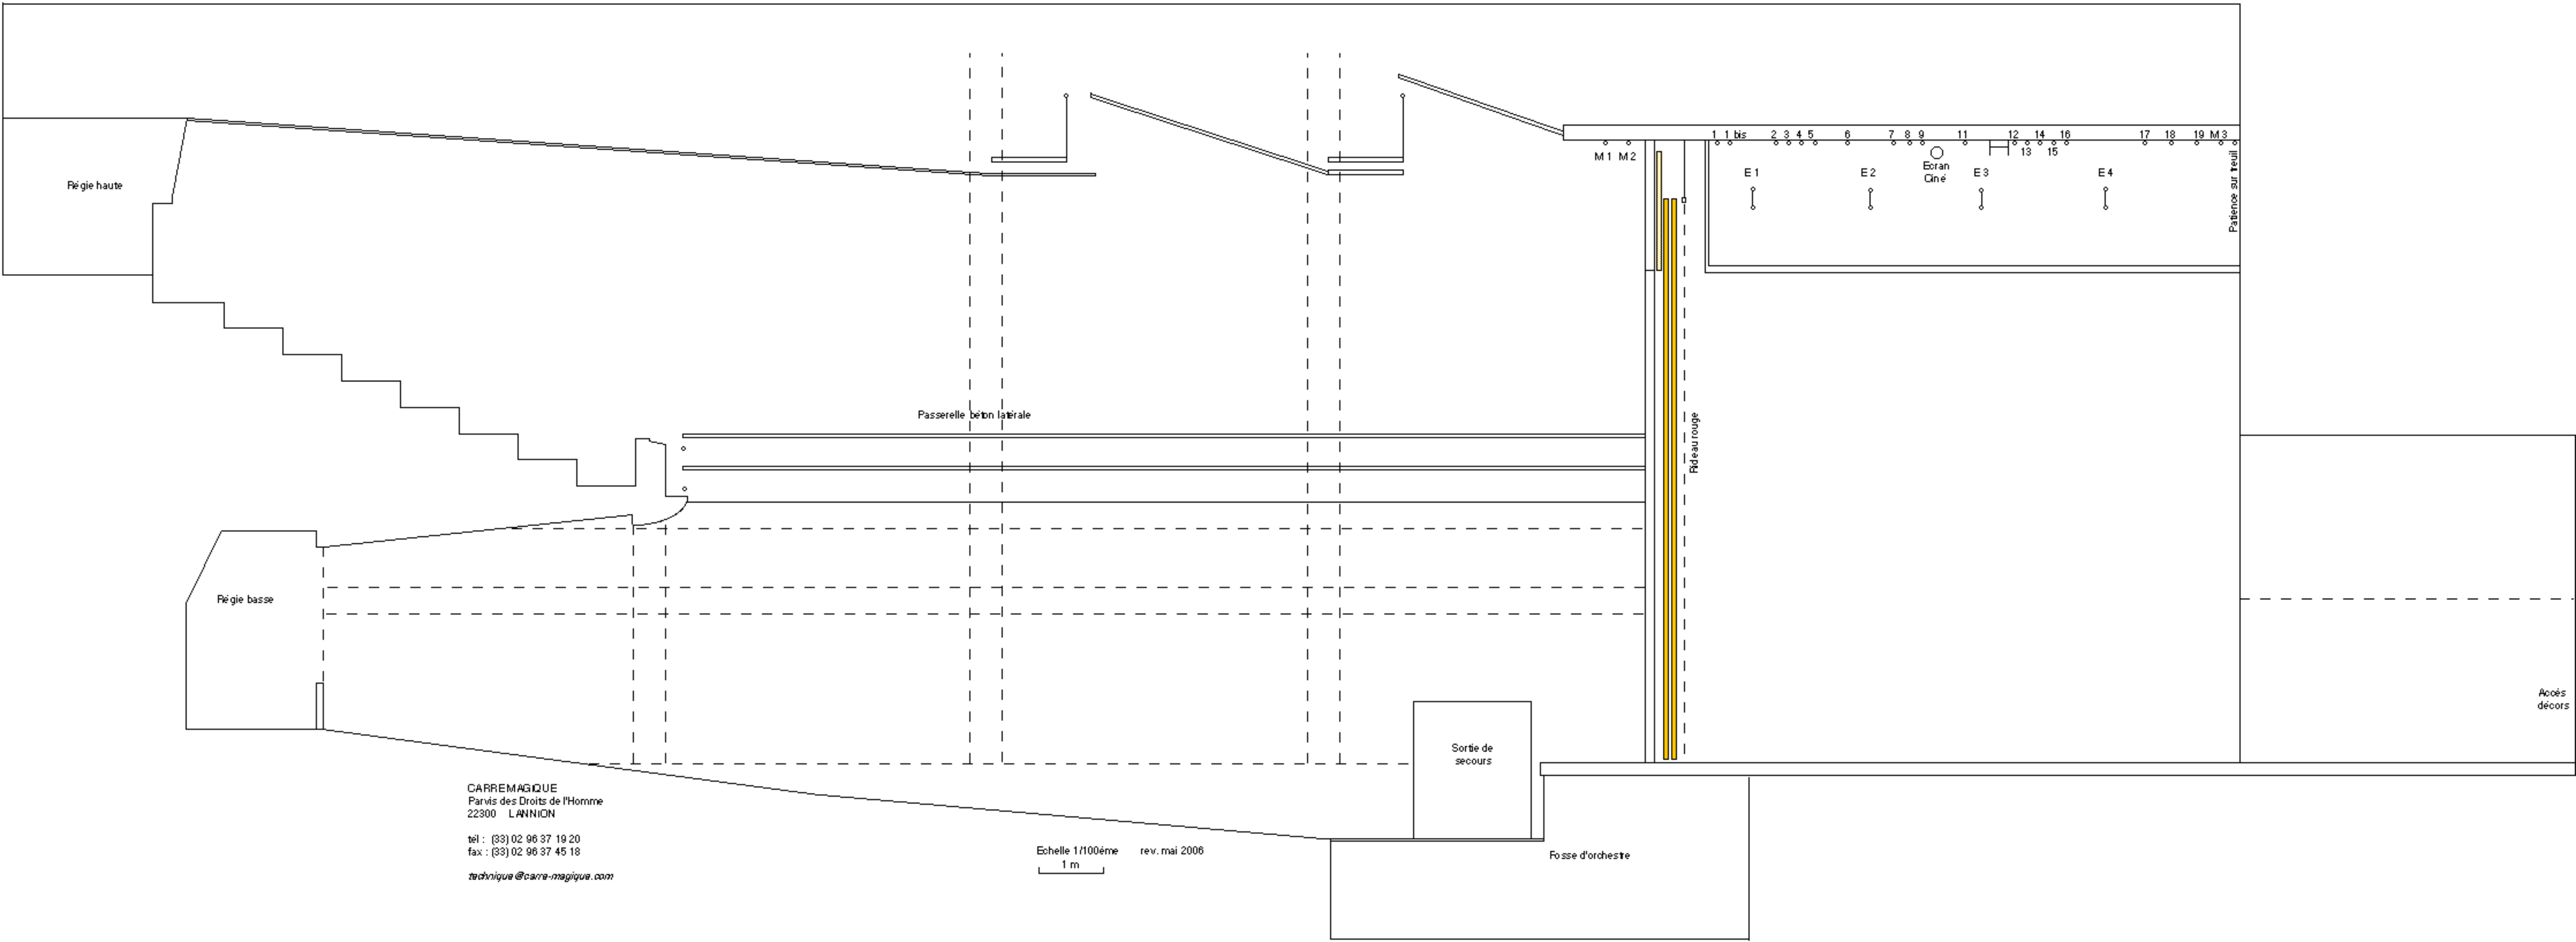 1 1 bis 2 3 4 5 6 7 8 9 11 12 14 16 17 18 19 M 3
13 15
M 1 M 2
Ecran
Ciné
E 1 E 2 E 3 E 4
Patience sur treuil
Régie haute
Passerelle béton latérale
Rideau rouge
Régie basse
Accés
décors
Sortie de
secours
CARRE MAGIQUE
Parvis des Droits de l'Homme
22300 LANNION
tél : (33) 02 96 37 19 20
fax : (33) 02 96 37 45 18
technique@carre-magique.com
Echelle 1/100éme rev. mai 2006
1 m
Fosse d'orchestre